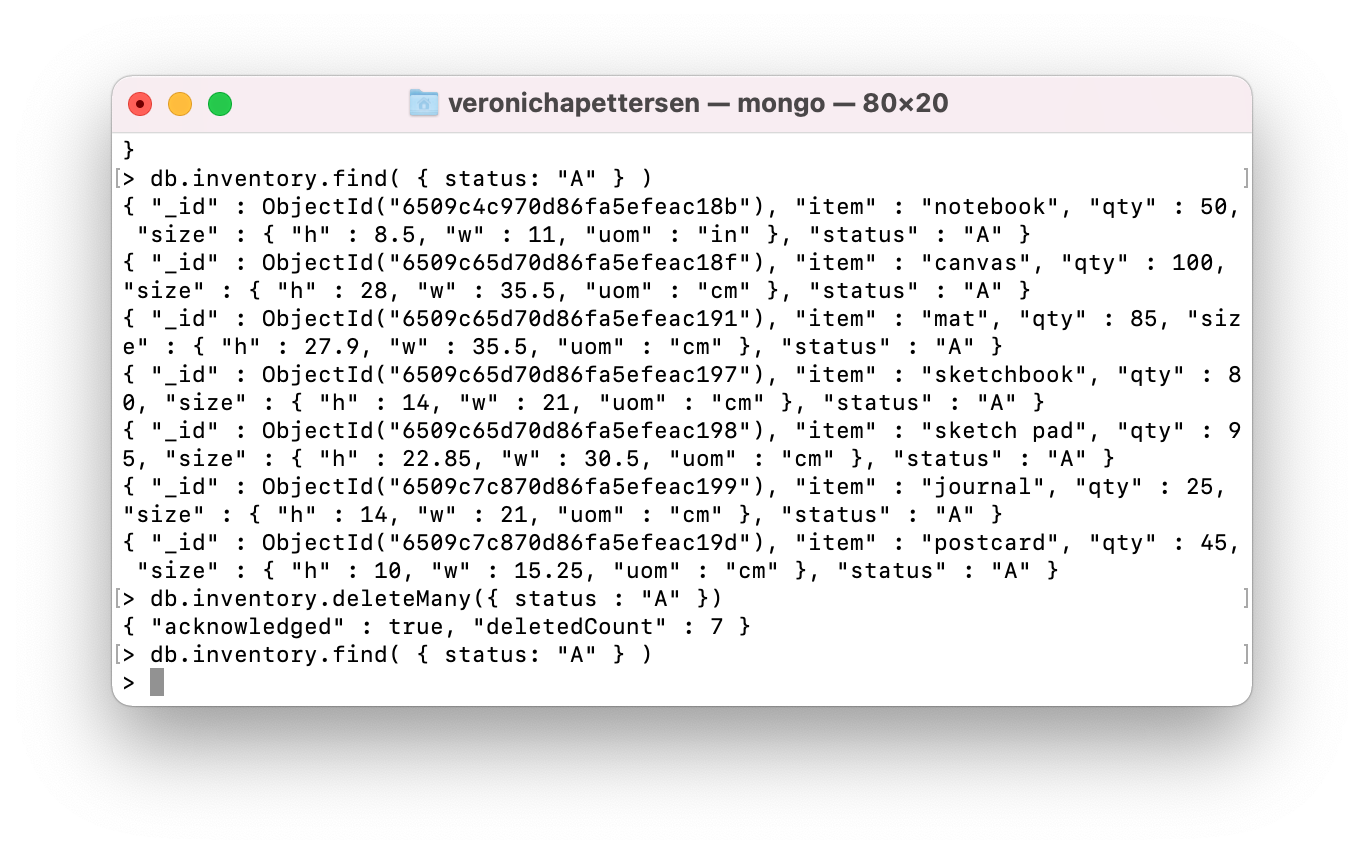 veronichapettersen — mongo — 80×20
}
[> db.inventory.find( { status: "A" } ) ]
{ "_id" : ObjectId("6509c4c970d86fa5efeac18b"), "item" : "notebook", "qty" : 50,
 "size" : { "h" : 8.5, "w" : 11, "uom" : "in" }, "status" : "A" }
{ "_id" : ObjectId("6509c65d70d86fa5efeac18f"), "item" : "canvas", "qty" : 100,
"size" : { "h" : 28, "w" : 35.5, "uom" : "cm" }, "status" : "A" }
{ "_id" : ObjectId("6509c65d70d86fa5efeac191"), "item" : "mat", "qty" : 85, "siz
e" : { "h" : 27.9, "w" : 35.5, "uom" : "cm" }, "status" : "A" }
{ "_id" : ObjectId("6509c65d70d86fa5efeac197"), "item" : "sketchbook", "qty" : 8
0, "size" : { "h" : 14, "w" : 21, "uom" : "cm" }, "status" : "A" }
{ "_id" : ObjectId("6509c65d70d86fa5efeac198"), "item" : "sketch pad", "qty" : 9
5, "size" : { "h" : 22.85, "w" : 30.5, "uom" : "cm" }, "status" : "A" }
{ "_id" : ObjectId("6509c7c870d86fa5efeac199"), "item" : "journal", "qty" : 25,
"size" : { "h" : 14, "w" : 21, "uom" : "cm" }, "status" : "A" }
{ "_id" : ObjectId("6509c7c870d86fa5efeac19d"), "item" : "postcard", "qty" : 45,
 "size" : { "h" : 10, "w" : 15.25, "uom" : "cm" }, "status" : "A" }
[> db.inventory.deleteMany({ status : "A" }) ]
{ "acknowledged" : true, "deletedCount" : 7 }
[> db.inventory.find( { status: "A" } ) ]
>